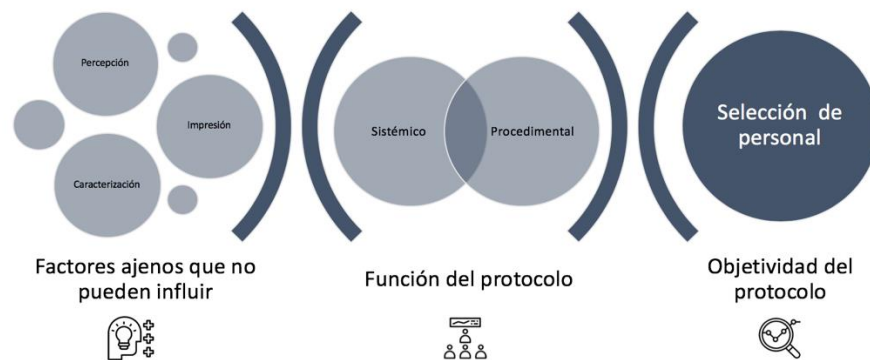 Percepción
Impresión
Caracterización
Sistémico
Procedimental
Selección de
personal
Factores ajenos que no
pueden influir
Función del protocolo
Objetividad del
protocolo